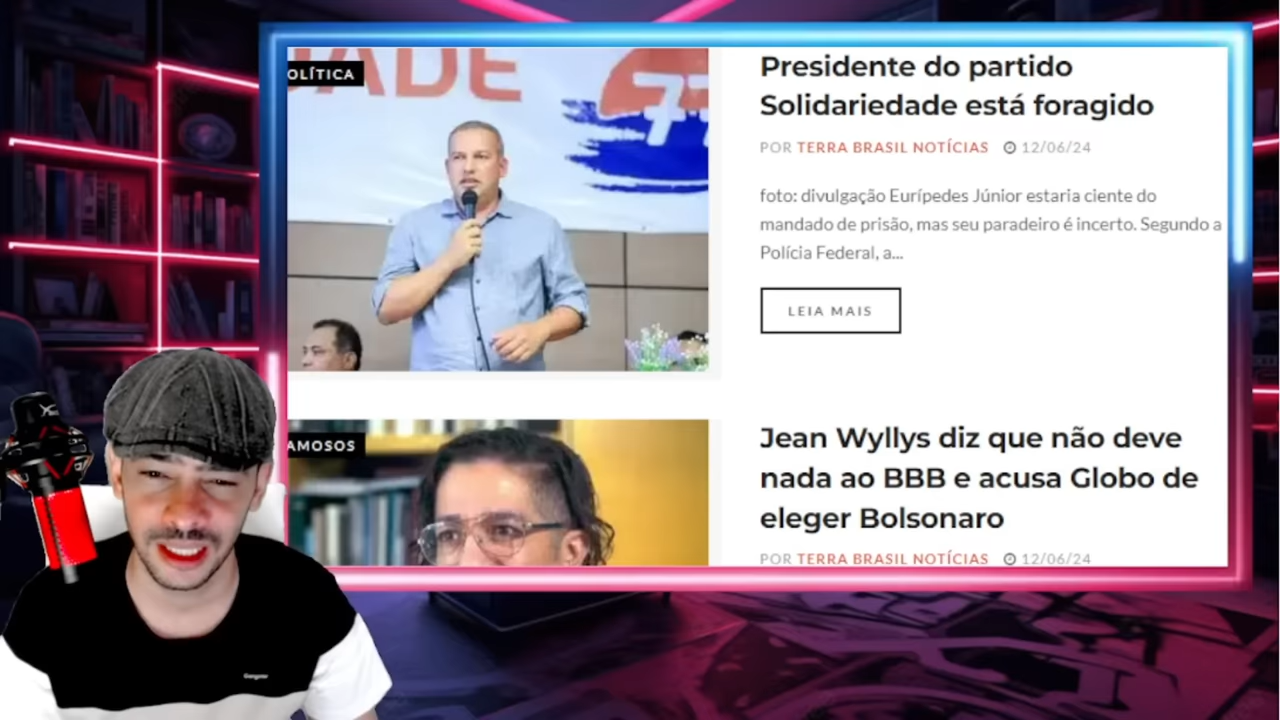 OLÍTICA
DADE
77
Presidente do partido
Solidariedade está foragido
POR TERRA BRASIL NOTÍCIAS 12/06/24
foto: divulgação Eurípedes Júnior estaria ciente do
mandado de prisão, mas seu paradeiro é incerto. Segundo a
Polícia Federal, a...
LEIA MAIS
AMOSOS
Jean Wyllys diz que não deve
nada ao BBB e acusa Globo de
eleger Bolsonaro
POR TERRA BRASIL NOTÍCIAS 12/06/24